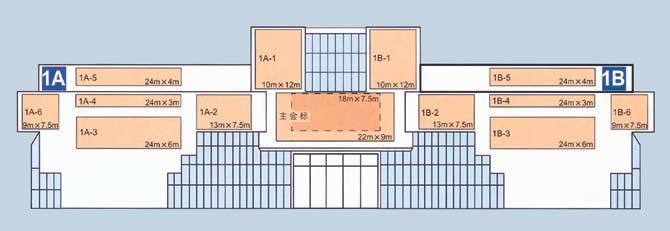 1A-1
10m×12m
1B-1
10m×12m
1A
1A-5
24m×4m
1B-5
24m×4m
1B
1A-6
9m×7.5m
1A-4
24m×3m
1A-2
13m×7.5m
18m×7.5m
主会标
22m×9m
1B-2
13m×7.5m
1B-4
24m×3m
1B-6
9m×7.5m
1A-3
24m×6m
1B-3
24m×6m